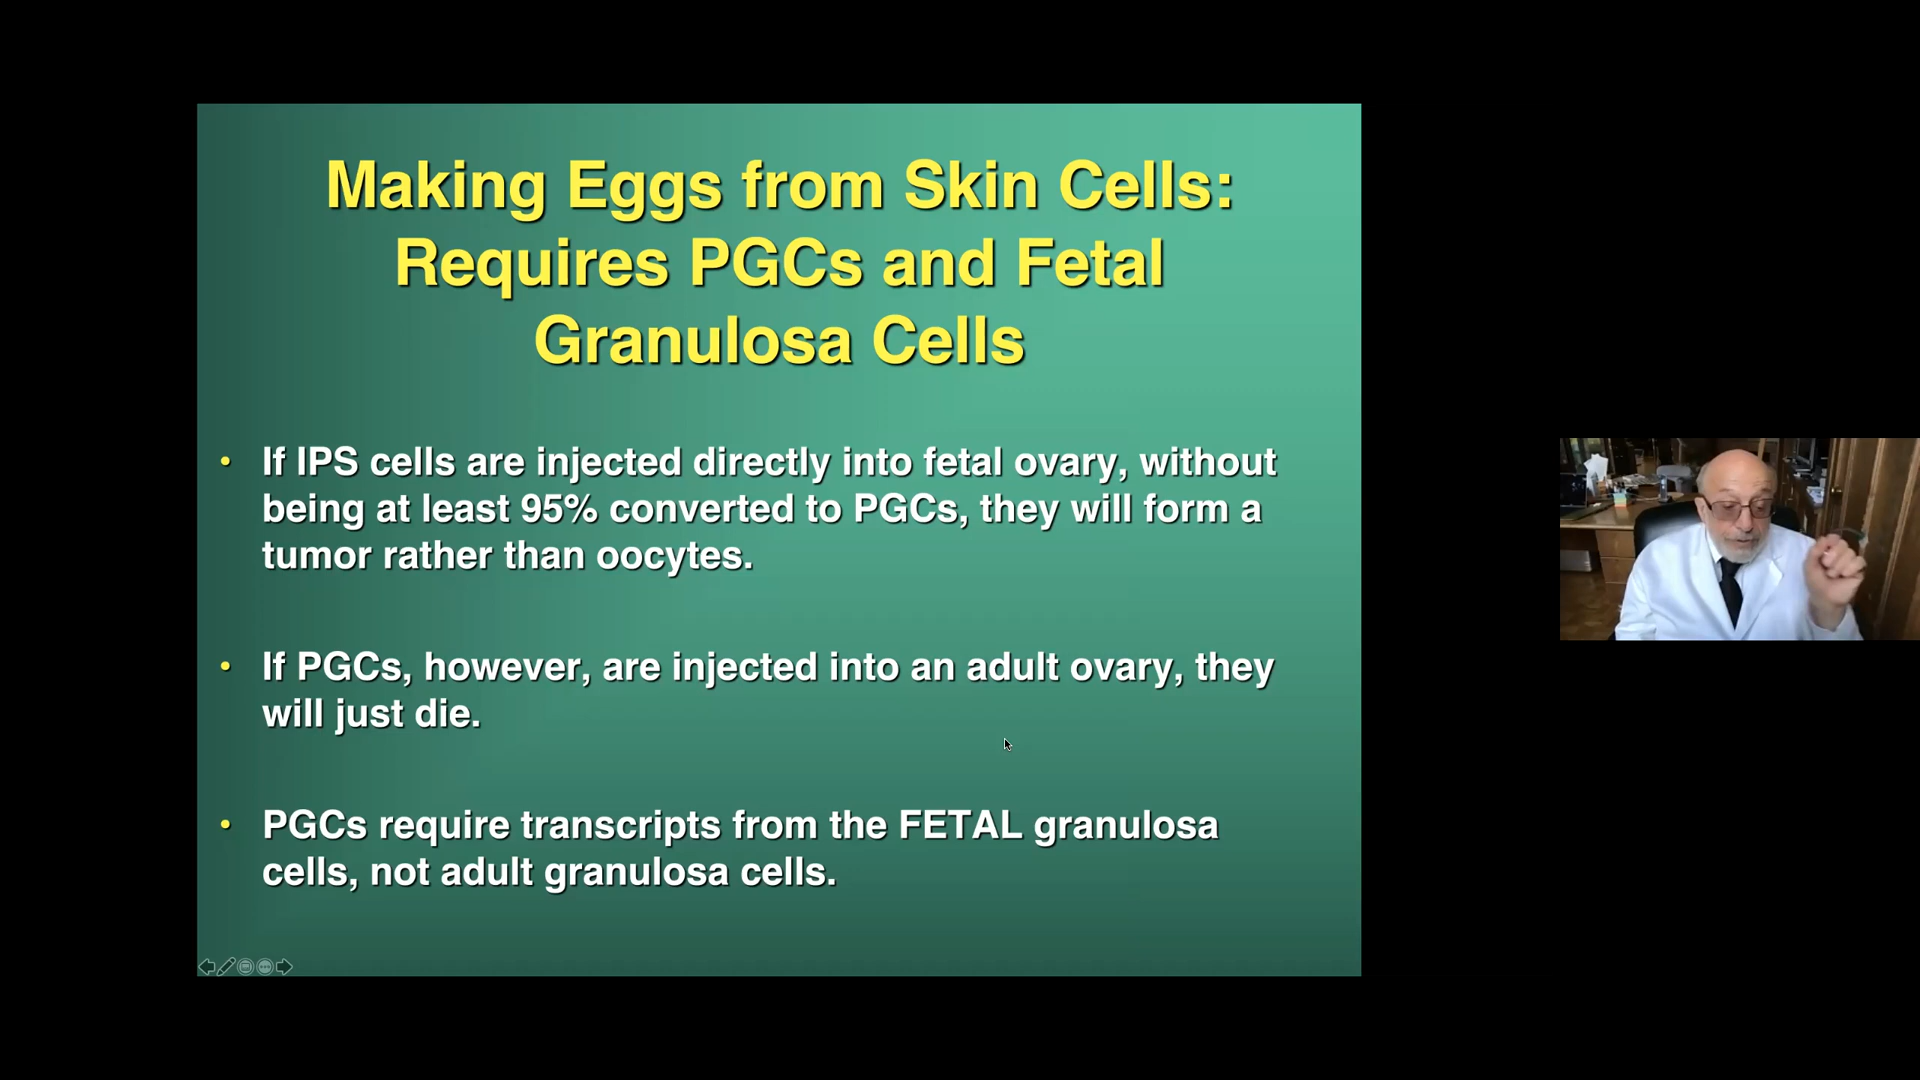 Making Eggs from Skin Cells:
Requires PGCs and Fetal
Granulosa Cells
• If IPS cells are injected directly into fetal ovary, without
being at least 95% converted to PGCs, they will form a
tumor rather than oocytes.
• If PGCs, however, are injected into an adult ovary, they
will just die.
• PGCs require transcripts from the FETAL granulosa
cells, not adult granulosa cells.